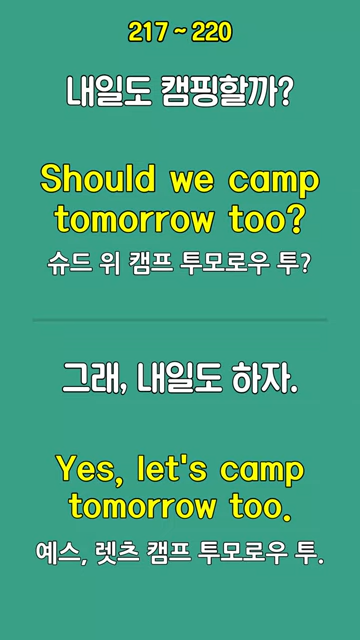 217 ~ 220
내일도 캠핑할까?
Should we camp
tomorrow too?
슈드 위 캠프 투모로우 투?
그래, 내일도 하자.
Yes, let's camp
tomorrow too.
예스, 렛츠 캠프 투모로우 투.